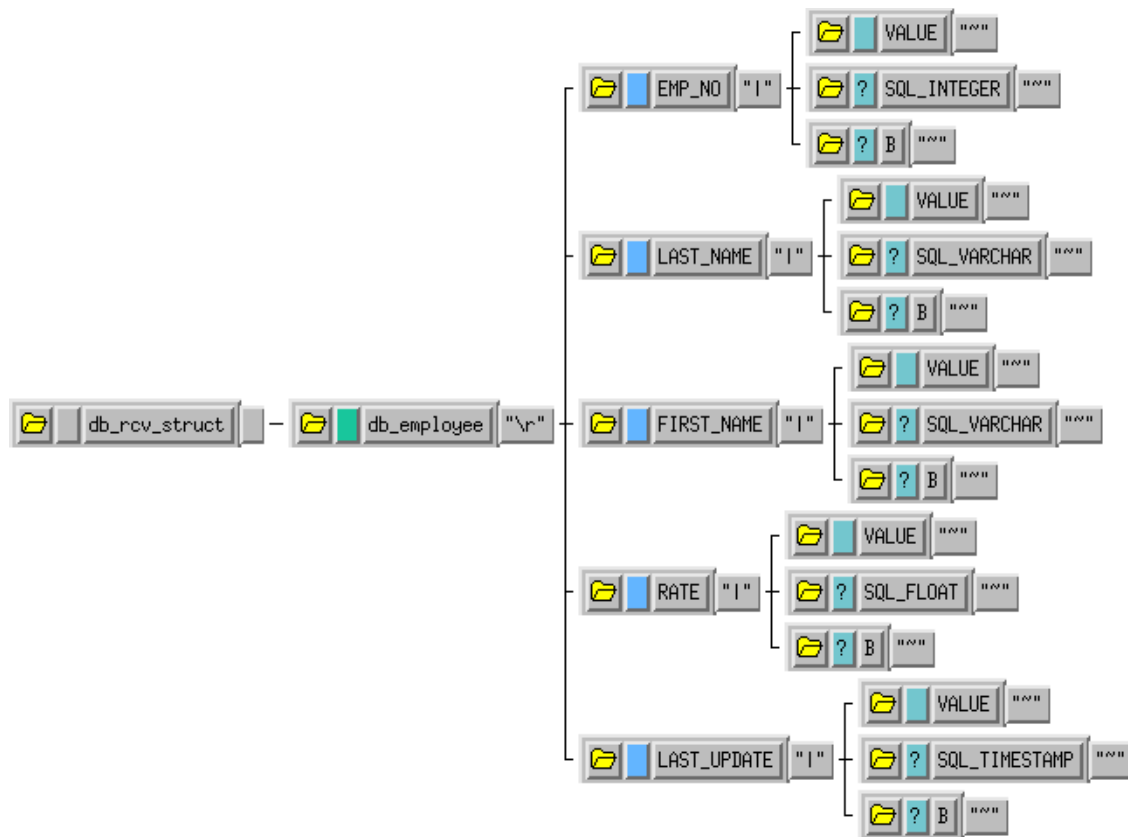 VALUE "~"
EMP_NO "|" ? SQL_INTEGER "~"
? B "~"
VALUE "~"
LAST_NAME "|" ? SQL_VARCHAR "~"
? B "~"
VALUE "~"
db_rcv_struct db_employee "\r" FIRST_NAME "|" ? SQL_VARCHAR "~"
? B "~"
VALUE "~"
RATE "|" ? SQL_FLOAT "~"
? B "~"
VALUE "~"
LAST_UPDATE "|" ? SQL_TIMESTAMP "~"
? B "~"